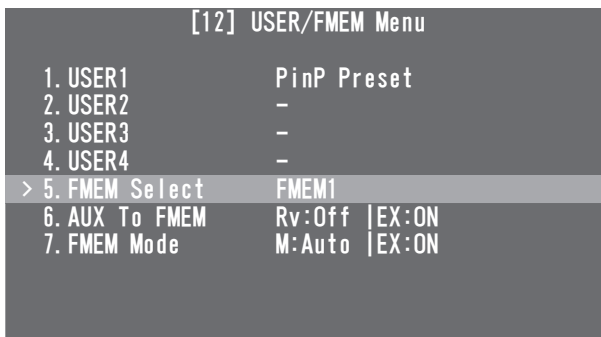 [12] USER/FMEM Menu
1. USER1 PinP Preset
2. USER2 –
3. USER3 –
4. USER4 –
> 5. FMEM Select FMEM1
6. AUX To FMEM Rv:Off |EX:ON
7. FMEM Mode M:Auto |EX:ON